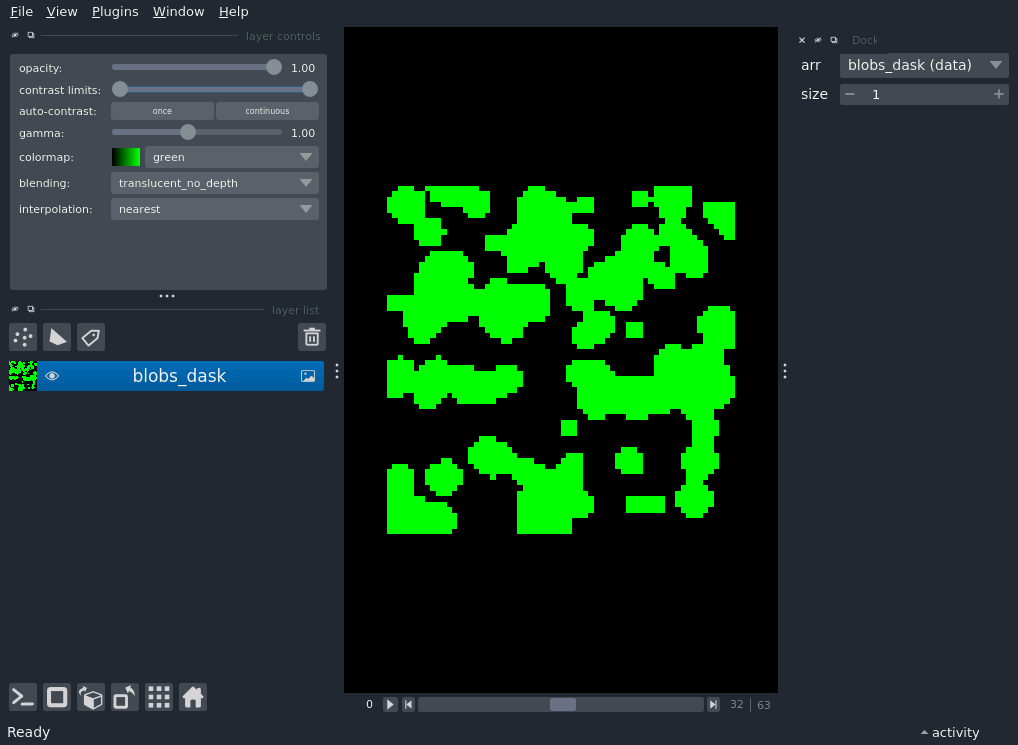 File View Plugins Window Help
layer controls
opacity: 1.00
contrast limits:
auto-contrast: once continuous
gamma: 1.00
colormap: green
blending: translucent_no_depth
interpolation: nearest
layer list
blobs_dask
0 32 63
Ready
Dock
arr blobs_dask (data)
size 1
activity